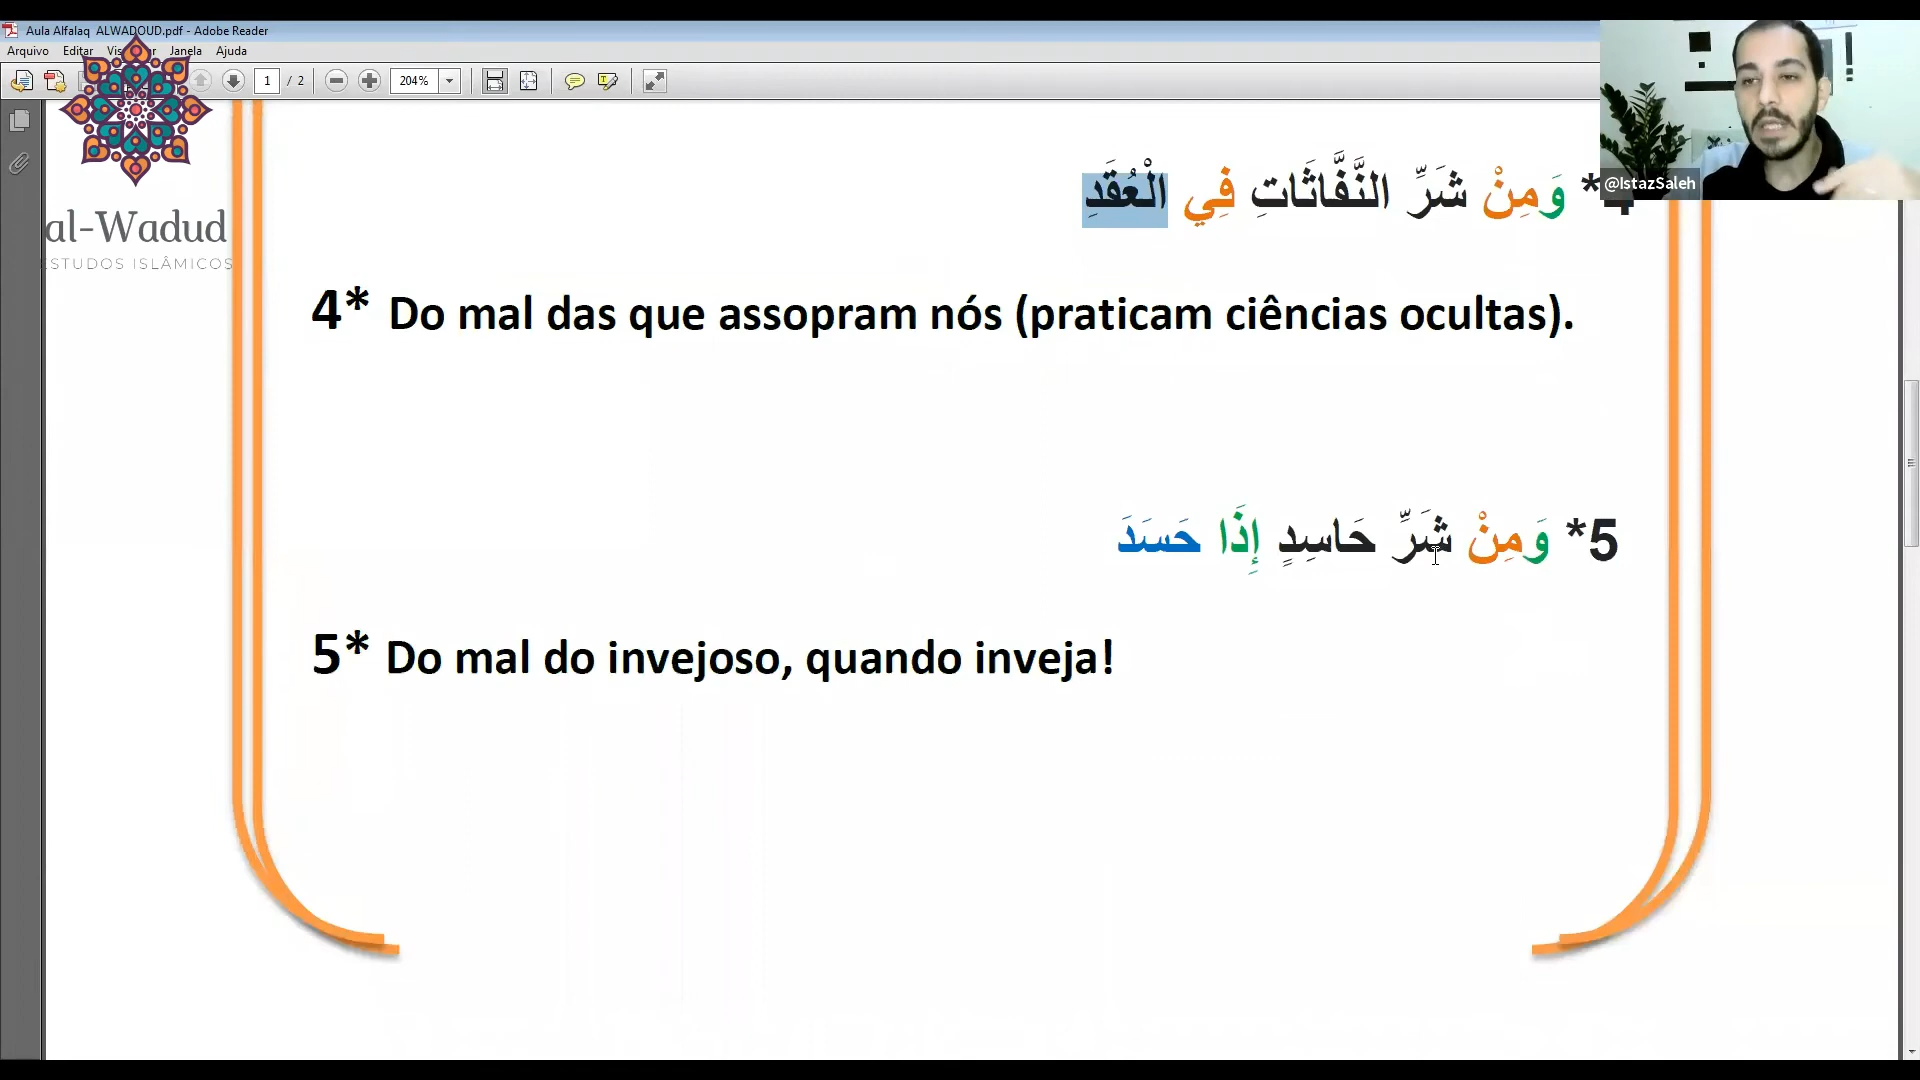 Aula Alfalaq ALWADOUD.pdf - Adobe Reader
Arquivo Editar Janela Ajuda
1 / 2 204%
@IstazSaleh
al-Wadud
ESTUDOS ISLÂMICOS
* وَمِنْ شَرِّ النَّفَّاثَاتِ فِي الْعُقَدِ
4* Do mal das que assopram nós (praticam ciências ocultas).
5* وَمِنْ شَرِّ حَاسِدٍ إِذَا حَسَدَ
5* Do mal do invejoso, quando inveja!